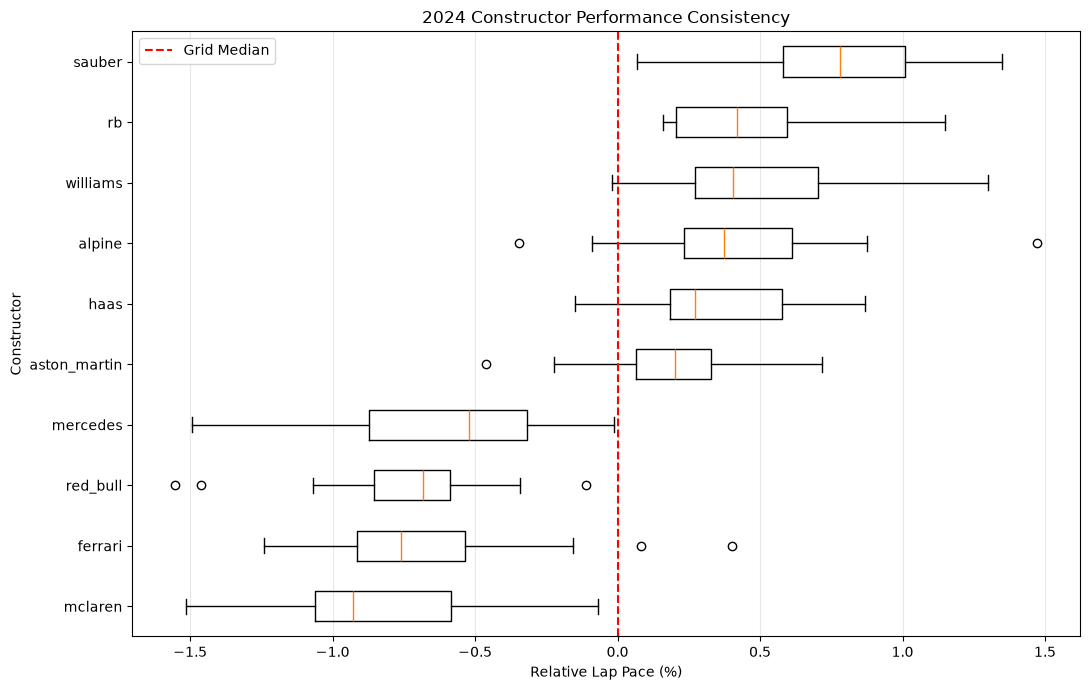 2024 Constructor Performance Consistency
Grid Median
Constructor
sauber
rb
williams
alpine
haas
aston_martin
mercedes
red_bull
ferrari
mclaren
−1.5 −1.0 −0.5 0.0 0.5 1.0 1.5
Relative Lap Pace (%)